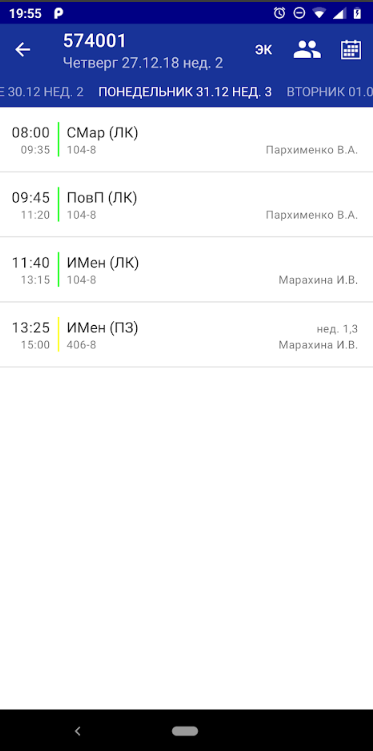 19:55
574001
Четверг 27.12.18 нед. 2
ЭК
Е 30.12 НЕД. 2 ПОНЕДЕЛЬНИК 31.12 НЕД. 3 ВТОРНИК 01.0
08:00 СМар (ЛК)
09:35 104-8 Пархименко В.А.
09:45 ПовП (ЛК)
11:20 104-8 Пархименко В.А.
11:40 ИМен (ЛК)
13:15 104-8 Марахина И.В.
13:25 ИМен (ПЗ) нед. 1,3
15:00 406-8 Марахина И.В.